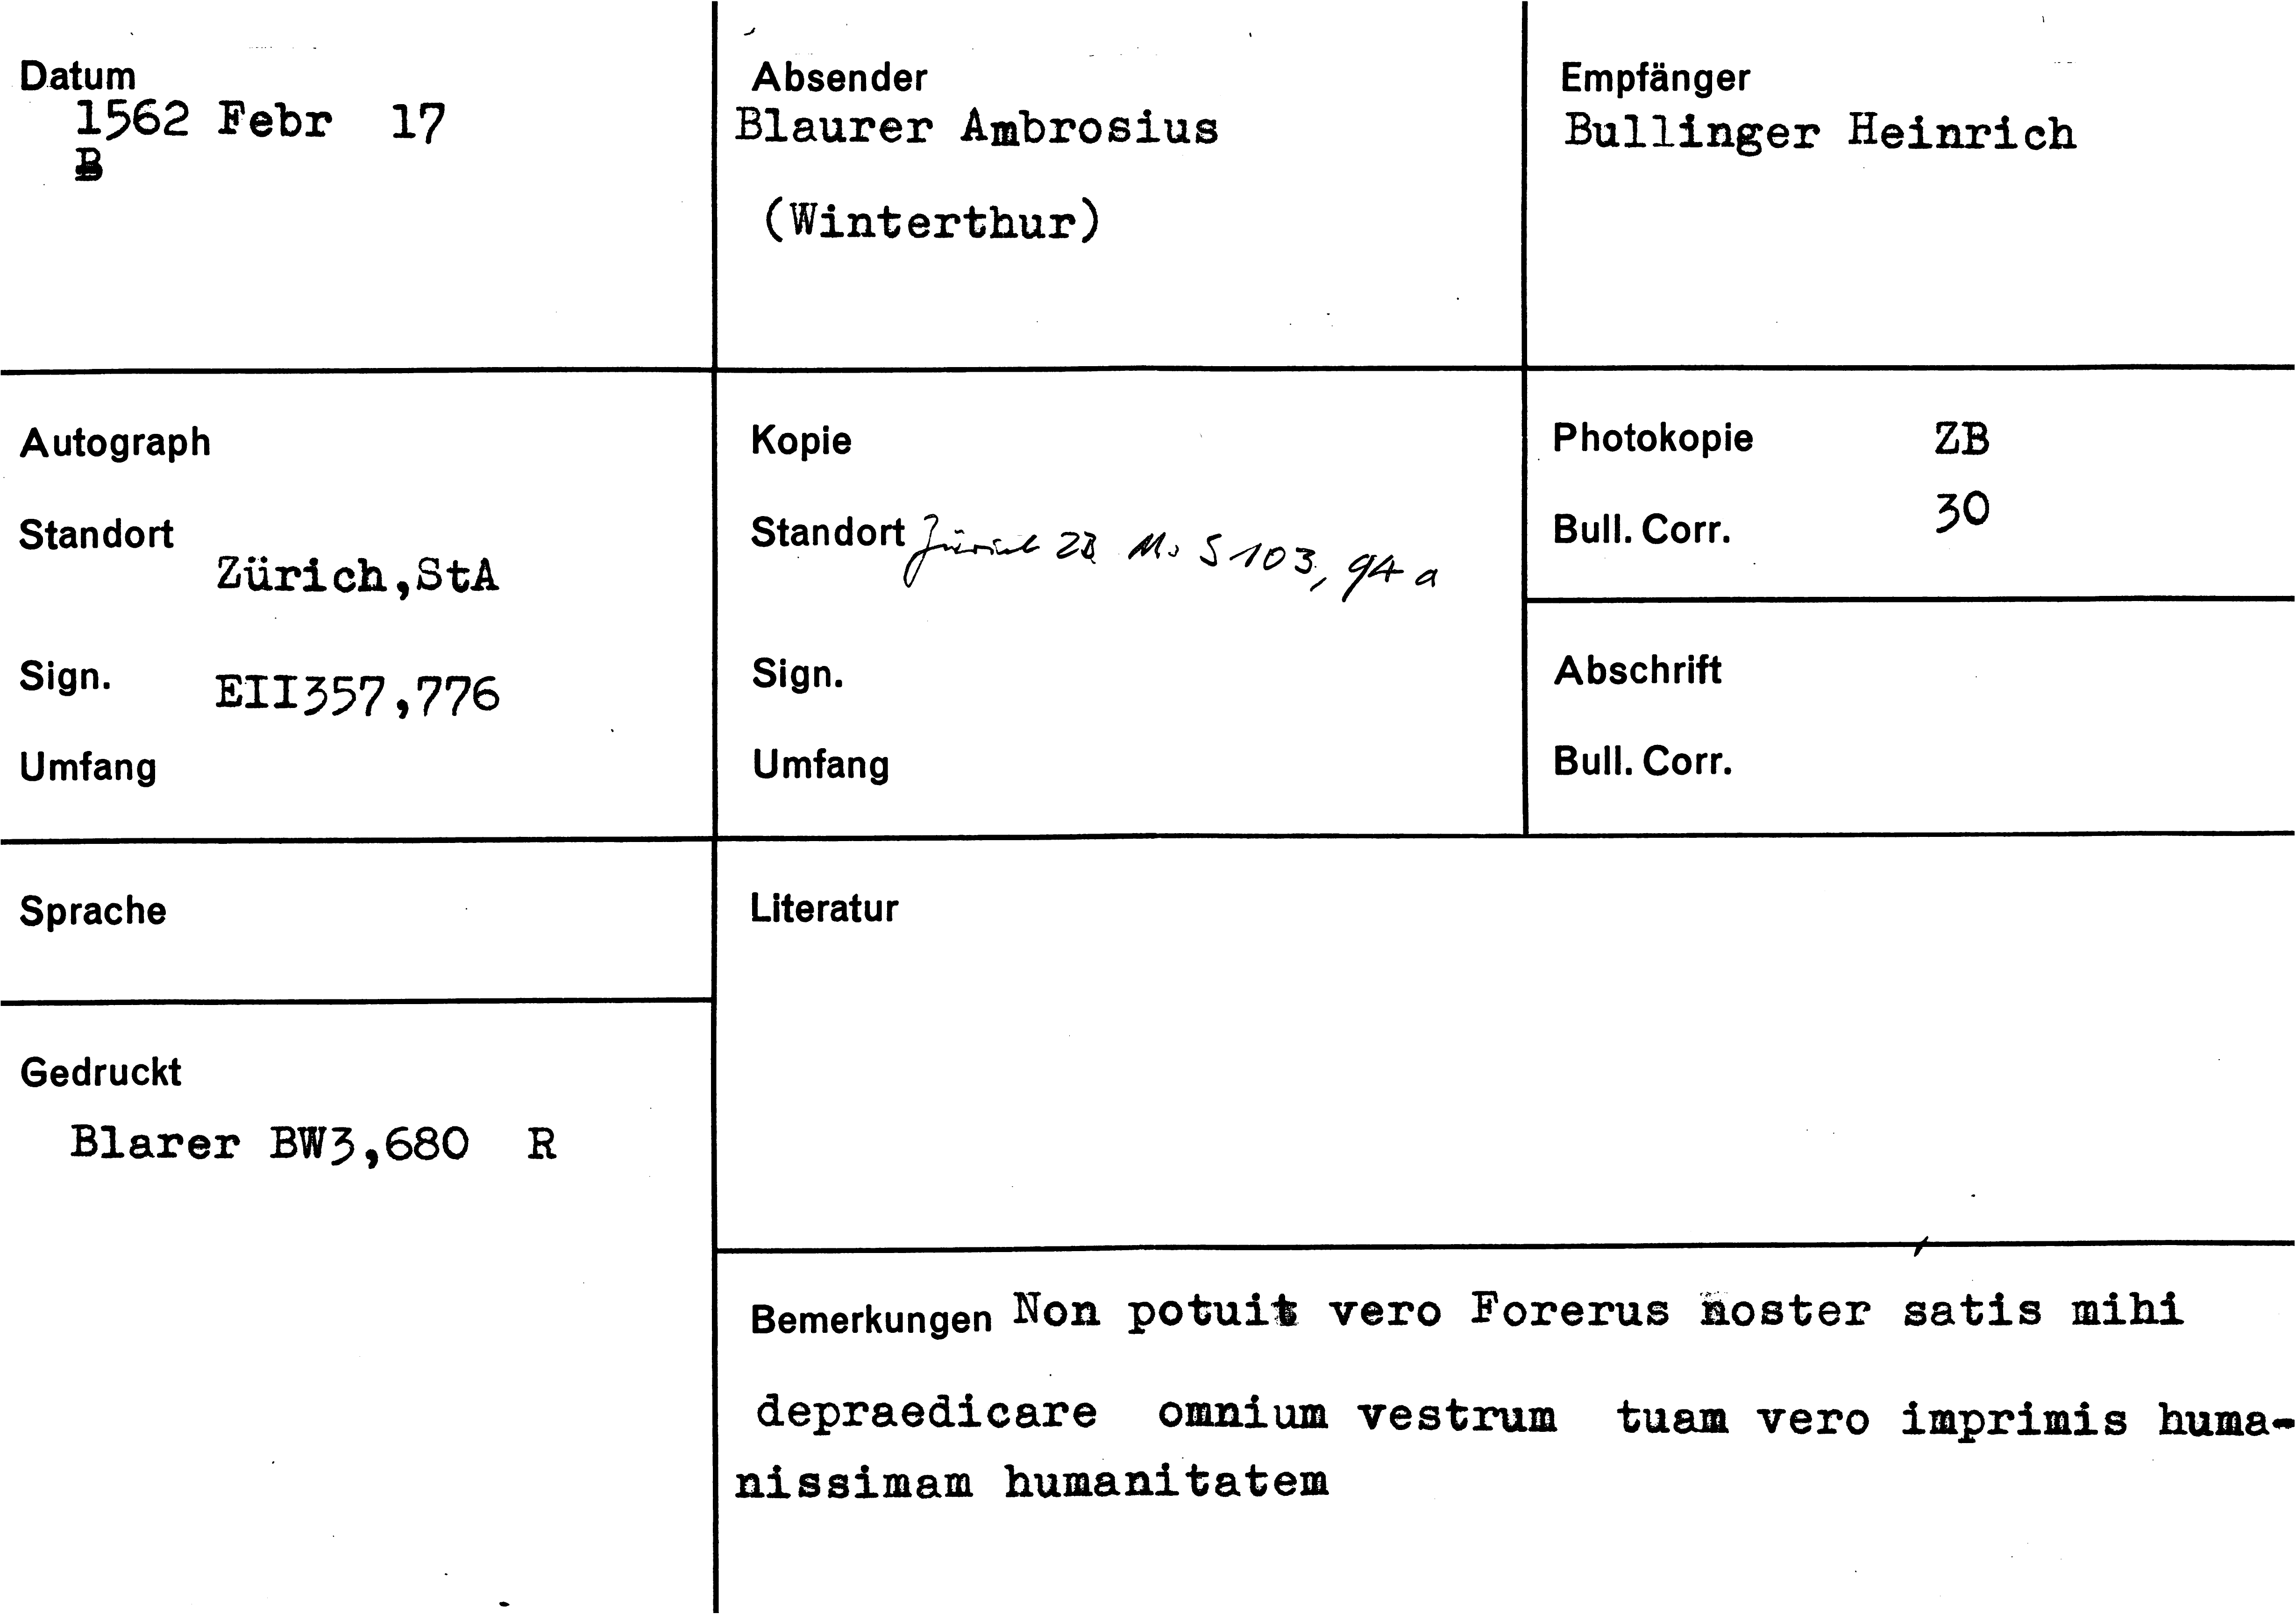 Datum
1562 Febr 17
B
Absender
Blaurer Ambrosius
(Winterthur)
Empfänger
Bullinger Heinrich
Autograph
Standort
Zürich,StA
Sign.
EII357,776
Umfang
Kopie
Standort Zürich ZB Ms S 103, 94 a
Sign.
Umfang
Photokopie ZB
Bull. Corr. 30
Abschrift
Bull. Corr.
Sprache
Literatur
Gedruckt
Blarer BW3,680 R
Bemerkungen Non potuit vero Forerus noster satis mihi
depraedicare omnium vestrum tuam vero imprimis huma-
nissimam humanitatem